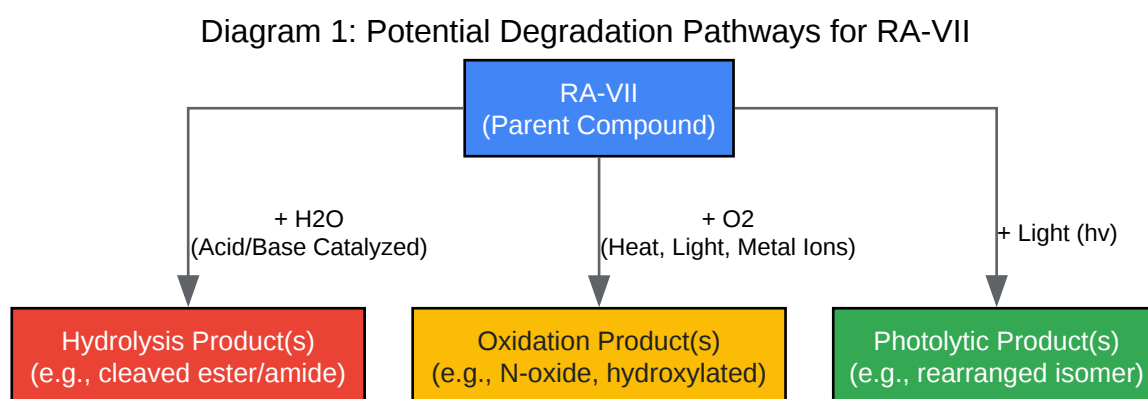 Diagram 1: Potential Degradation Pathways for RA-VII
RA-VII
(Parent Compound)
+ H2O
(Acid/Base Catalyzed)
+ O2
(Heat, Light, Metal Ions)
+ Light (hv)
Hydrolysis Product(s)
(e.g., cleaved ester/amide)
Oxidation Product(s)
(e.g., N-oxide, hydroxylated)
Photolytic Product(s)
(e.g., rearranged isomer)